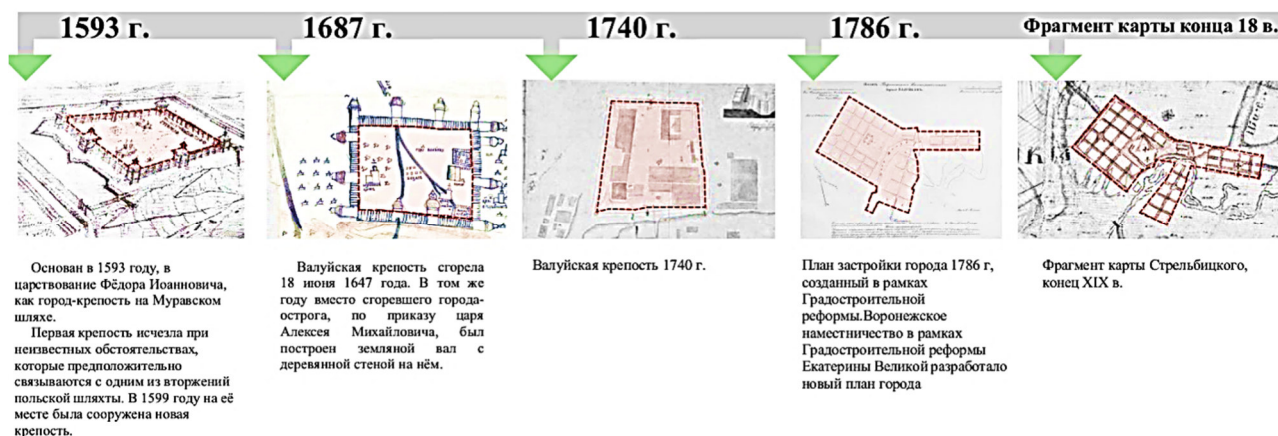 1593 г.
1687 г.
1740 г.
1786 г.
Фрагмент карты конца 18 в.
Основан в 1593 году, в
царствование Фёдора Иоанновича,
как город-крепость на Муравском
шляхе.
Первая крепость исчезла при
неизвестных обстоятельствах,
которые предположительно
связываются с одним из вторжений
польской шляхты. В 1599 году на её
месте была сооружена новая
крепость.
Валуйская крепость сгорела
18 июня 1647 года. В том же
году вместо сгоревшего города-
острога, по приказу царя
Алексея Михайловича, был
построен земляной вал с
деревянной стеной на нём.
Валуйская крепость 1740 г.
План застройки города 1786 г,
созданный в рамках
Градостроительной
реформы.Воронежское
наместничество в рамках
Градостроительной реформы
Екатерины Великой разработало
новый план города
Фрагмент карты Стрельбицкого,
конец XIX в.